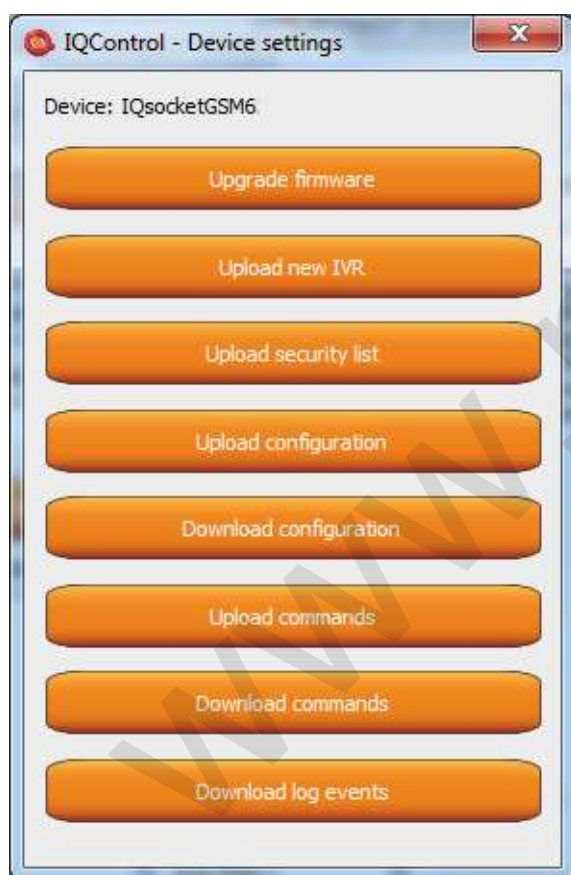 IQControl - Device settings
Device: IQsocketGSM6
Upgrade firmware
Upload new IVR
Upload security list
Upload configuration
Download configuration
Upload commands
Download commands
Download log events